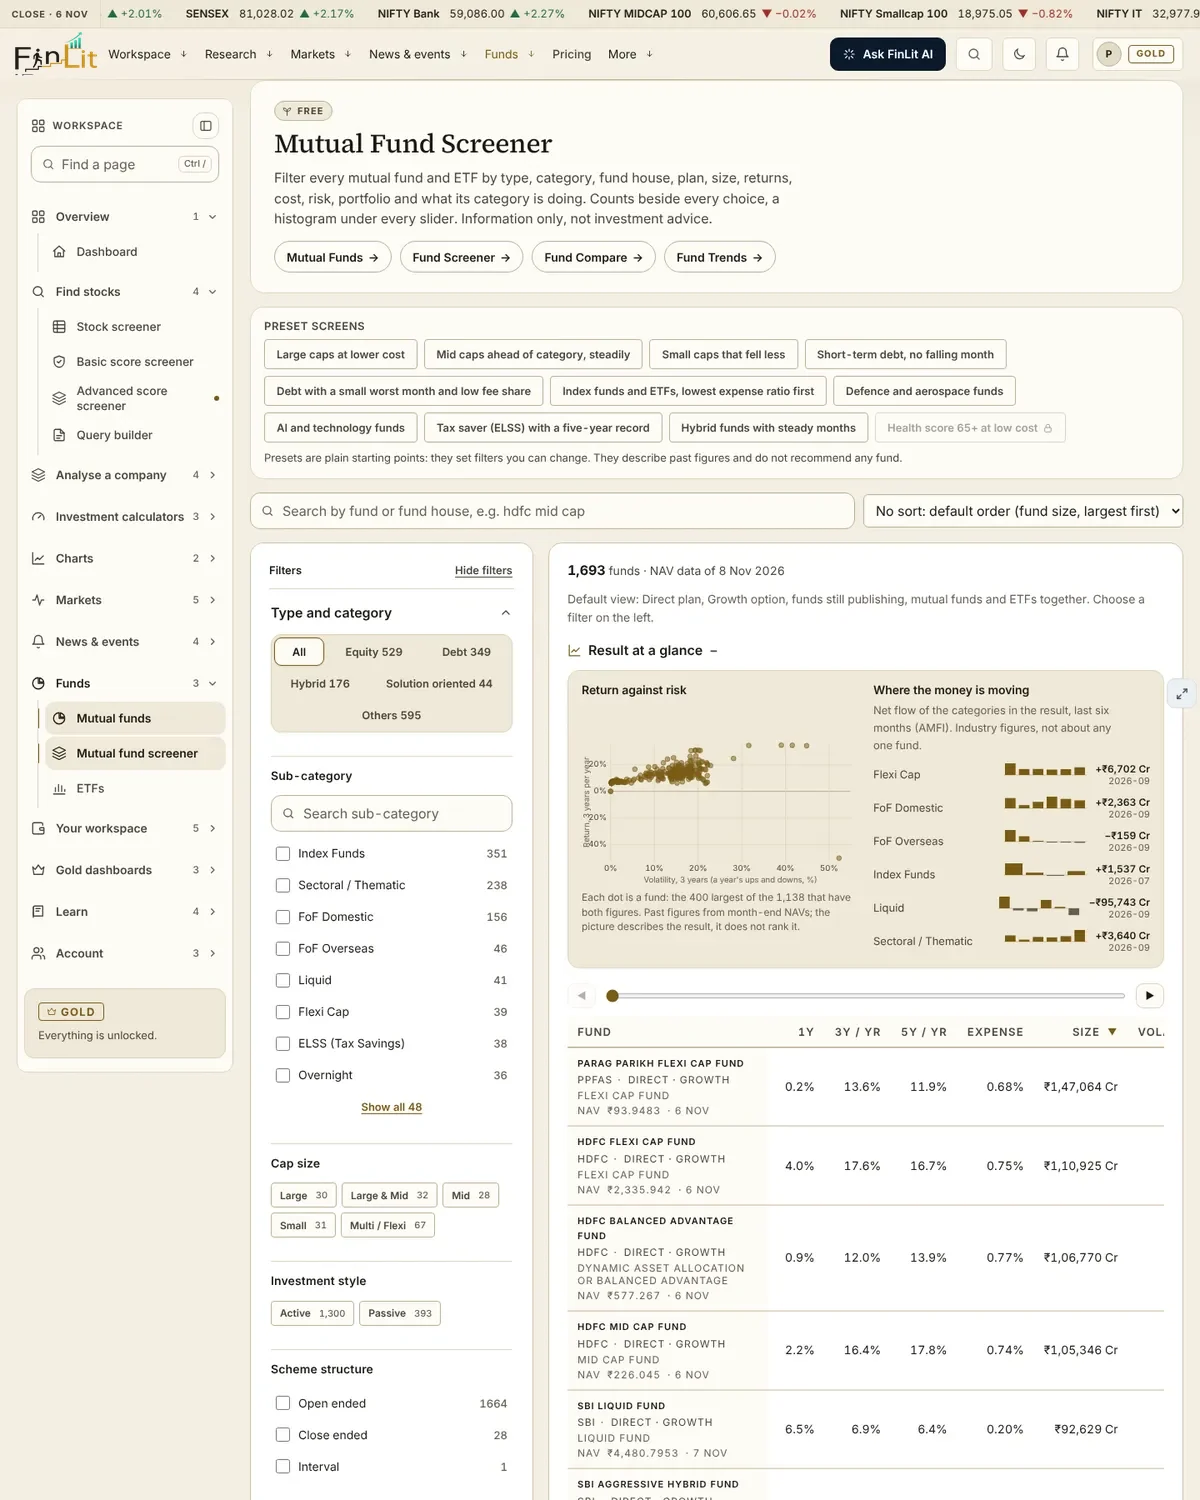 CLOSE · 6 NOV ▲ +2.01% SENSEX 81,028.02 ▲ +2.17% NIFTY Bank 59,086.00 ▲ +2.27% NIFTY MIDCAP 100 60,606.65 ▼ −0.02% NIFTY Smallcap 100 18,975.05 ▼ −0.82% NIFTY IT 32,977.9
FinLit Workspace ↓ Research ↓ Markets ↓ News & events ↓ Funds ↓ Pricing More ↓ Ask FinLit AI P GOLD
WORKSPACE
Find a page Ctrl /
Overview 1
Dashboard
Find stocks 4
Stock screener
Basic score screener
Advanced score
screener
Query builder
Analyse a company 4
Investment calculators 3
Charts 2
Markets 5
News & events 4
Funds 3
Mutual funds
Mutual fund screener
ETFs
Your workspace 5
Gold dashboards 3
Learn 4
Account 3
GOLD
Everything is unlocked.
FREE
Mutual Fund Screener
Filter every mutual fund and ETF by type, category, fund house, plan, size, returns,
cost, risk, portfolio and what its category is doing. Counts beside every choice, a
histogram under every slider. Information only, not investment advice.
Mutual Funds → Fund Screener → Fund Compare → Fund Trends →
PRESET SCREENS
Large caps at lower cost Mid caps ahead of category, steadily Small caps that fell less Short-term debt, no falling month
Debt with a small worst month and low fee share Index funds and ETFs, lowest expense ratio first Defence and aerospace funds
AI and technology funds Tax saver (ELSS) with a five-year record Hybrid funds with steady months Health score 65+ at low cost
Presets are plain starting points: they set filters you can change. They describe past figures and do not recommend any fund.
Search by fund or fund house, e.g. hdfc mid cap No sort: default order (fund size, largest first)
Filters Hide filters
Type and category
All Equity 529 Debt 349
Hybrid 176 Solution oriented 44
Others 595
Sub-category
Search sub-category
Index Funds 351
Sectoral / Thematic 238
FoF Domestic 156
FoF Overseas 46
Liquid 41
Flexi Cap 39
ELSS (Tax Savings) 38
Overnight 36
Show all 48
Cap size
Large 30 Large & Mid 32 Mid 28
Small 31 Multi / Flexi 67
Investment style
Active 1,300 Passive 393
Scheme structure
Open ended 1664
Close ended 28
Interval 1
1,693 funds · NAV data of 8 Nov 2026
Default view: Direct plan, Growth option, funds still publishing, mutual funds and ETFs together. Choose a
filter on the left.
Result at a glance –
Return against risk
Return, 3 years per year
20%
0%
20%
40%
0% 10% 20% 30% 40% 50%
Volatility, 3 years (a year's ups and downs, %)
Each dot is a fund: the 400 largest of the 1,138 that have
both figures. Past figures from month-end NAVs; the
picture describes the result, it does not rank it.
Where the money is moving
Net flow of the categories in the result, last six
months (AMFI). Industry figures, not about any
one fund.
Flexi Cap +₹6,702 Cr
2026-09
FoF Domestic +₹2,363 Cr
2026-09
FoF Overseas −₹159 Cr
2026-09
Index Funds +₹1,537 Cr
2026-07
Liquid −₹95,743 Cr
2026-09
Sectoral / Thematic +₹3,640 Cr
2026-09
FUND 1Y 3Y / YR 5Y / YR EXPENSE SIZE ▼ VOL.
PARAG PARIKH FLEXI CAP FUND
PPFAS · DIRECT · GROWTH
FLEXI CAP FUND
NAV ₹93.9483 · 6 NOV
0.2% 13.6% 11.9% 0.68% ₹1,47,064 Cr
HDFC FLEXI CAP FUND
HDFC · DIRECT · GROWTH
FLEXI CAP FUND
NAV ₹2,335.942 · 6 NOV
4.0% 17.6% 16.7% 0.75% ₹1,10,925 Cr
HDFC BALANCED ADVANTAGE
FUND
HDFC · DIRECT · GROWTH
DYNAMIC ASSET ALLOCATION
OR BALANCED ADVANTAGE
NAV ₹577.267 · 6 NOV
0.9% 12.0% 13.9% 0.77% ₹1,06,770 Cr
HDFC MID CAP FUND
HDFC · DIRECT · GROWTH
MID CAP FUND
NAV ₹226.045 · 6 NOV
2.2% 16.4% 17.8% 0.74% ₹1,05,346 Cr
SBI LIQUID FUND
SBI · DIRECT · GROWTH
LIQUID FUND
NAV ₹4,480.7953 · 7 NOV
6.5% 6.9% 6.4% 0.20% ₹92,629 Cr
SBI AGGRESSIVE HYBRID FUND